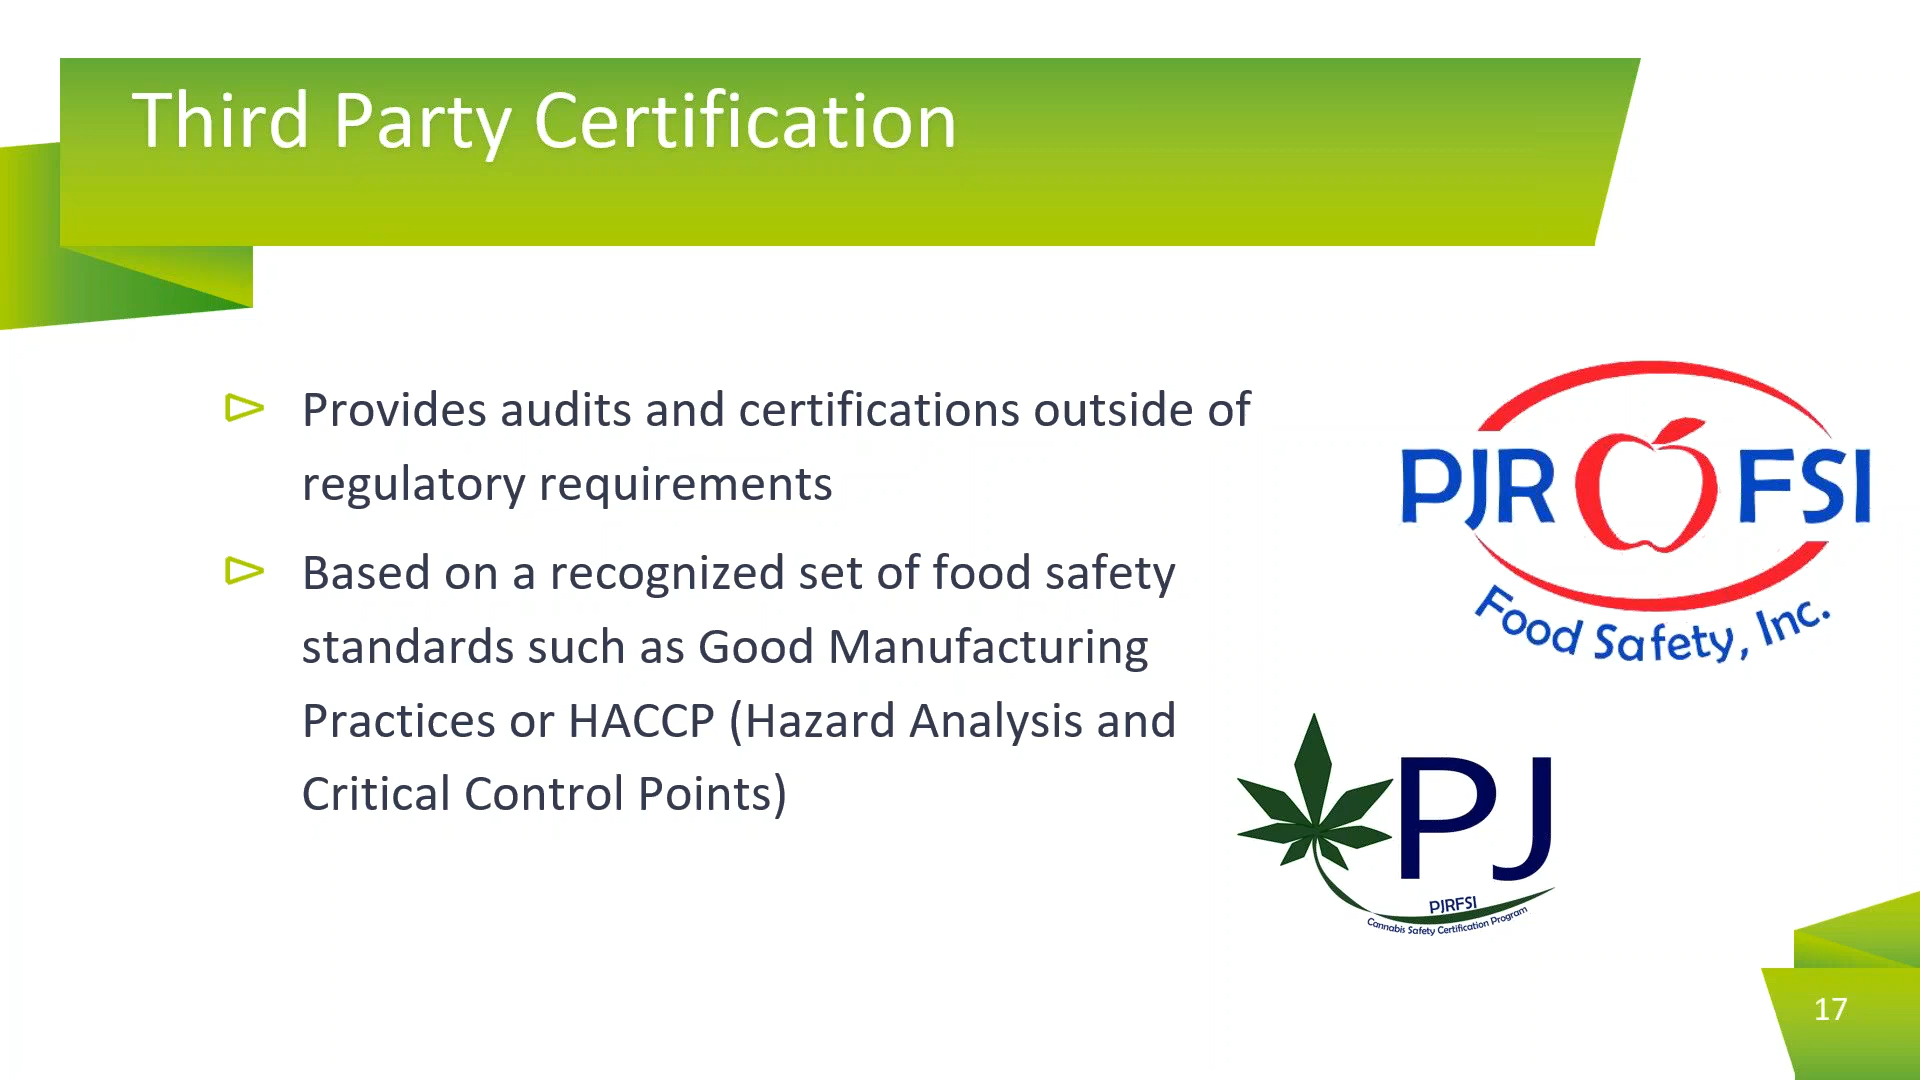 Third Party Certification
Provides audits and certifications outside of
regulatory requirements
Based on a recognized set of food safety
standards such as Good Manufacturing
Practices or HACCP (Hazard Analysis and
Critical Control Points)
PJR FSI
Food Safety, Inc.
PJ
PJRFSI
Cannabis Safety Certification Program
17